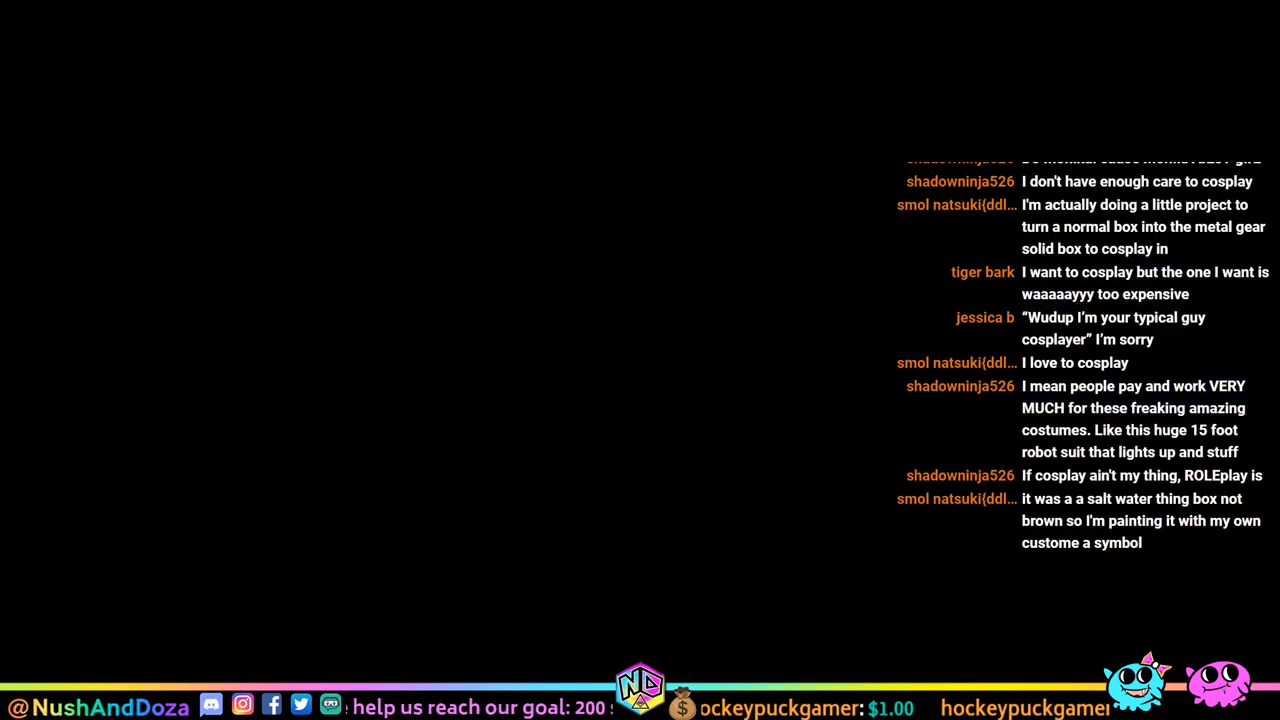 shadowninja526 I don't have enough care to cosplay
smol natsuki{ddl... I'm actually doing a little project to
turn a normal box into the metal gear
solid box to cosplay in
tiger bark I want to cosplay but the one I want is
waaaaayyy too expensive
jessica b “Wudup I’m your typical guy
cosplayer” I’m sorry
smol natsuki{ddl... I love to cosplay
shadowninja526 I mean people pay and work VERY
MUCH for these freaking amazing
costumes. Like this huge 15 foot
robot suit that lights up and stuff
shadowninja526 If cosplay ain't my thing, ROLEplay is
smol natsuki{ddl... it was a a salt water thing box not
brown so I'm painting it with my own
custome a symbol
@NushAndDoza : help us reach our goal: 200 ND ockeypuckgamer: $1.00 hockeypuckgamer